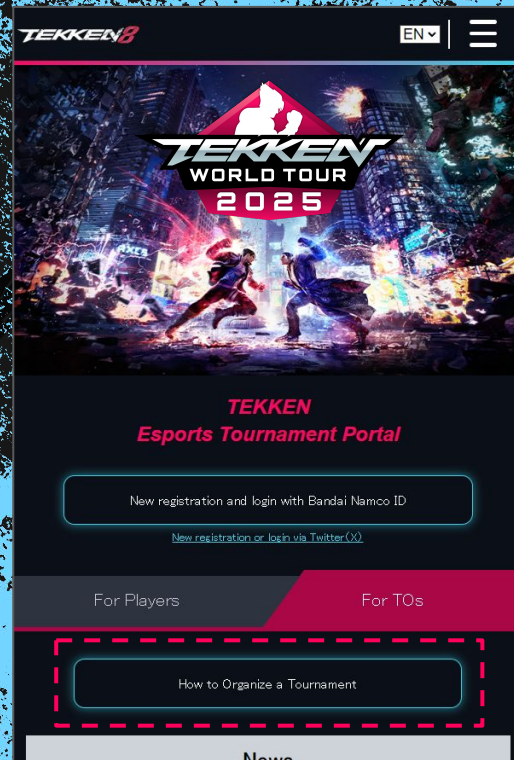 TEKKEN8
EN
TEKKEN
WORLD TOUR
2025
TEKKEN
Esports Tournament Portal
New registration and login with Bandai Namco ID
New registration or login via Twitter(X)
For Players
For TOs
How to Organize a Tournament
News